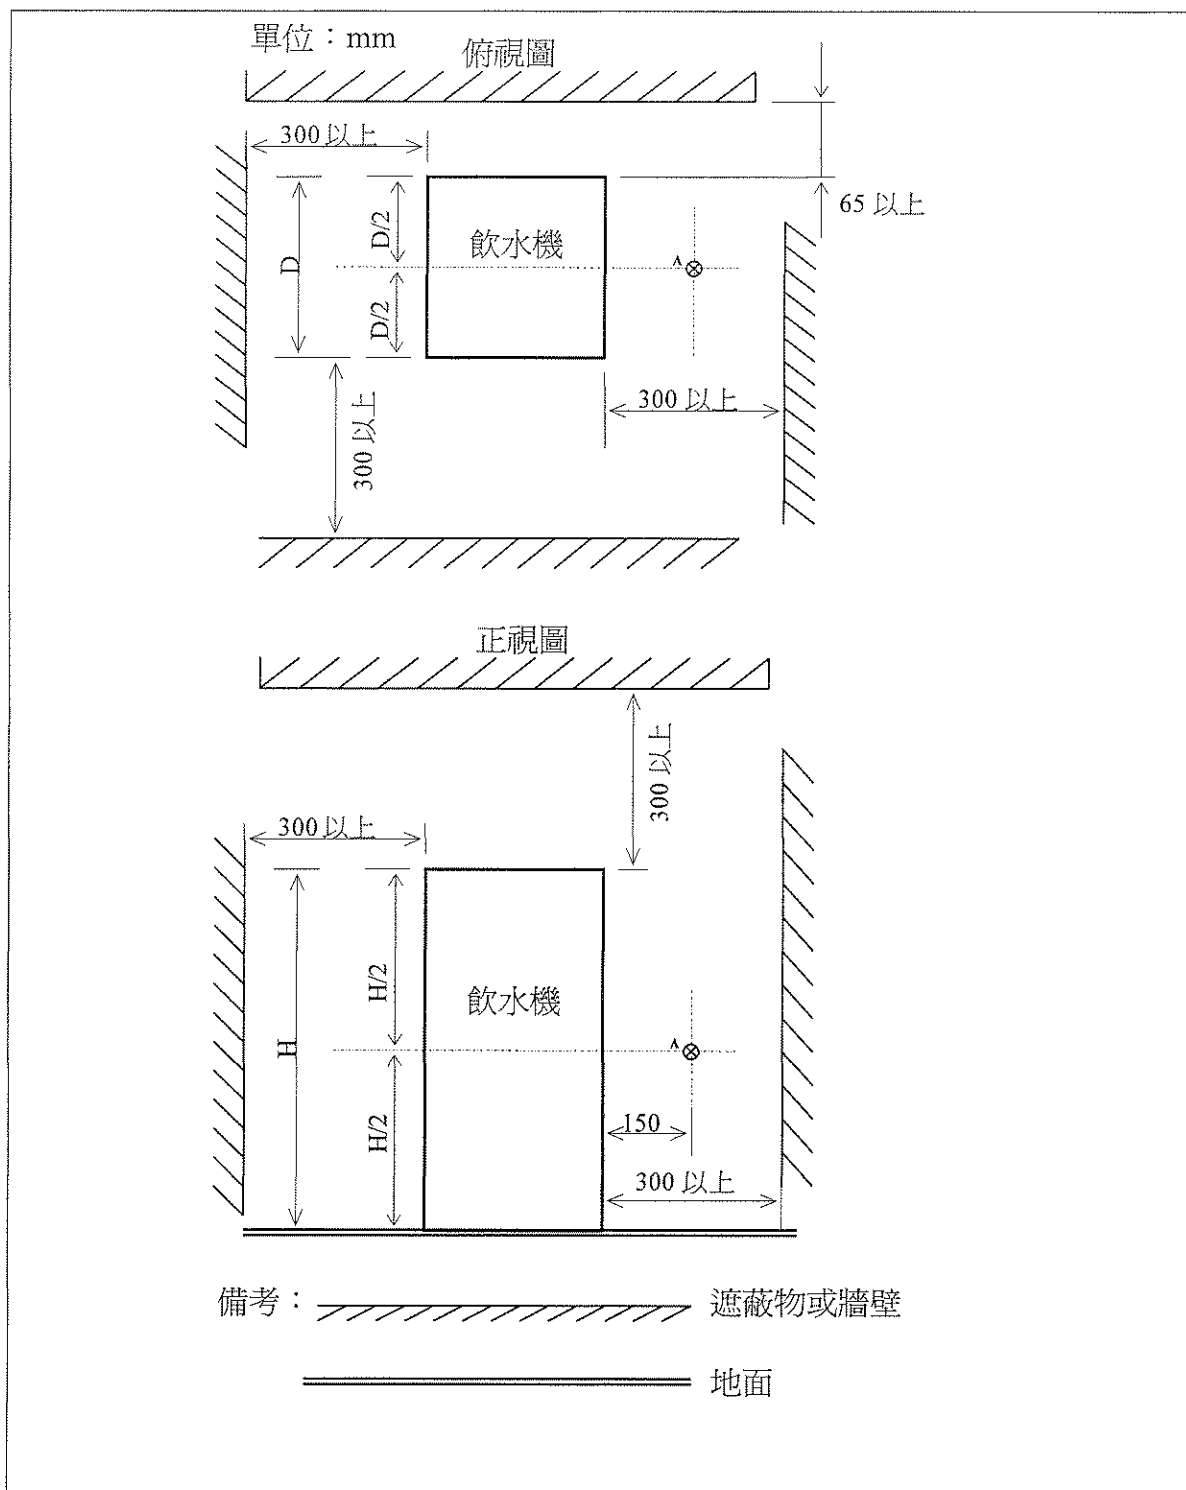 單位：mm
俯視圖
300 以上
65 以上
D
D/2
D/2
飲水機
A
300 以上
300 以上
正視圖
300 以上
300 以上
H
H/2
H/2
飲水機
A
150
300 以上
備考：
遮蔽物或牆壁
地面